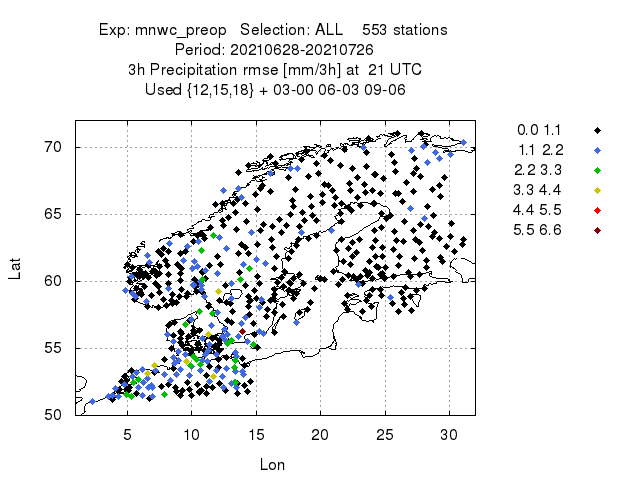 Exp: mnwc_preop Selection: ALL 553 stations
Period: 20210628-20210726
3h Precipitation rmse [mm/3h] at 21 UTC
Used {12,15,18} + 03-00 06-03 09-06
0.0 1.1
1.1 2.2
2.2 3.3
3.3 4.4
4.4 5.5
5.5 6.6
70
65
60
55
50
Lat
5 10 15 20 25 30
Lon